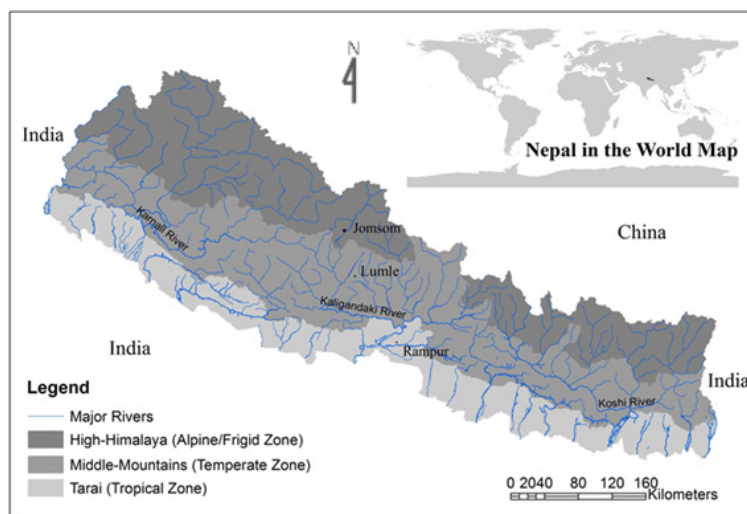 N
Nepal in the World Map
India
China
Karnali River
Jomsom
Lumle
Kaligandaki River
India
Rampur
India
Koshi River
Legend
Major Rivers
High-Himalaya (Alpine/Frigid Zone)
Middle-Mountains (Temperate Zone)
Tarai (Tropical Zone)
0 20 40 80 120 160
Kilometers